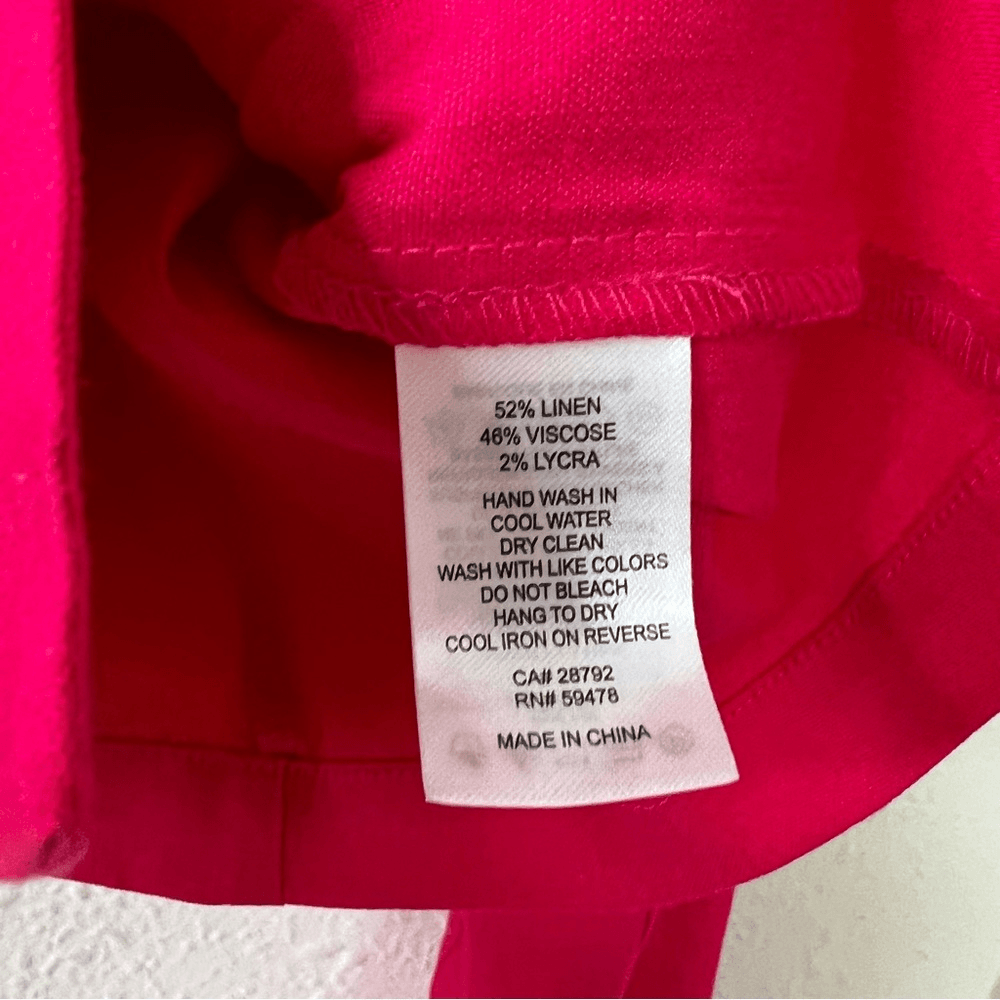 52% LINEN
46% VISCOSE
2% LYCRA
HAND WASH IN
COOL WATER
DRY CLEAN
WASH WITH LIKE COLORS
DO NOT BLEACH
HANG TO DRY
COOL IRON ON REVERSE
CA# 28792
RN# 59478
MADE IN CHINA